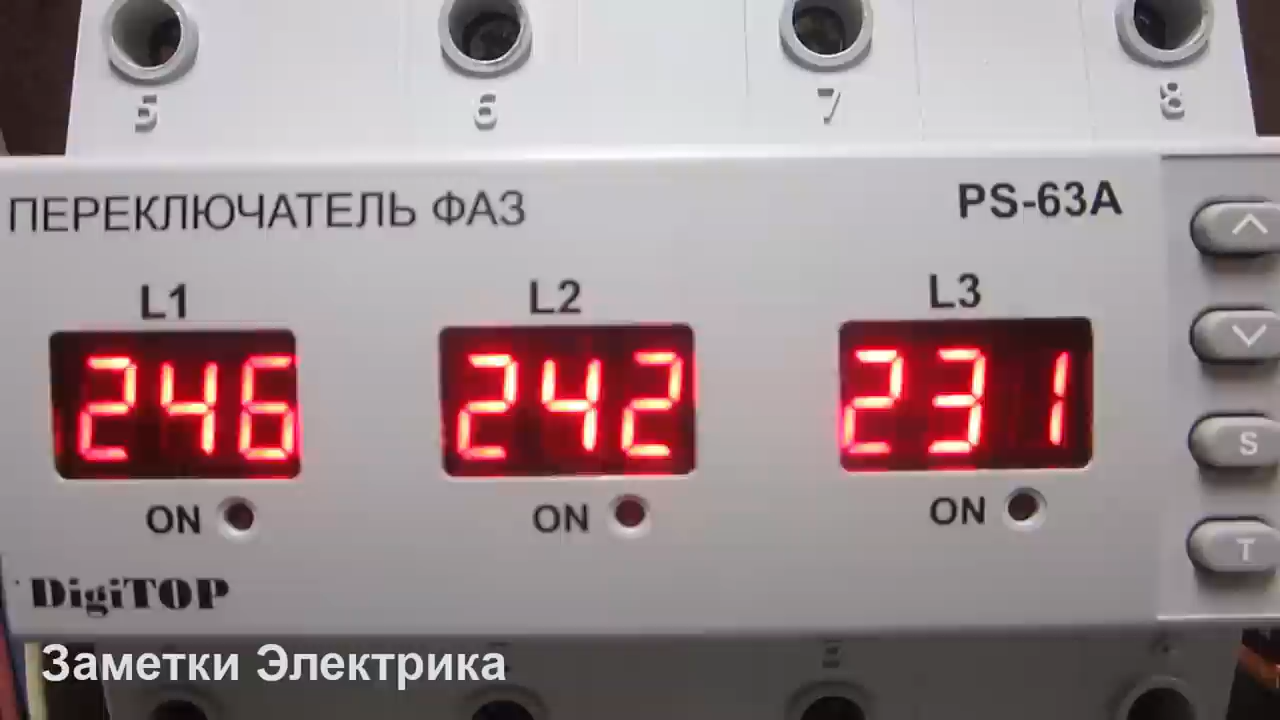 5 6 7 8
ПЕРЕКЛЮЧАТЕЛЬ ФАЗ PS-63A
L1 L2 L3
246 242 231
ON ON ON
S
T
DigiTOP
Заметки Электрика